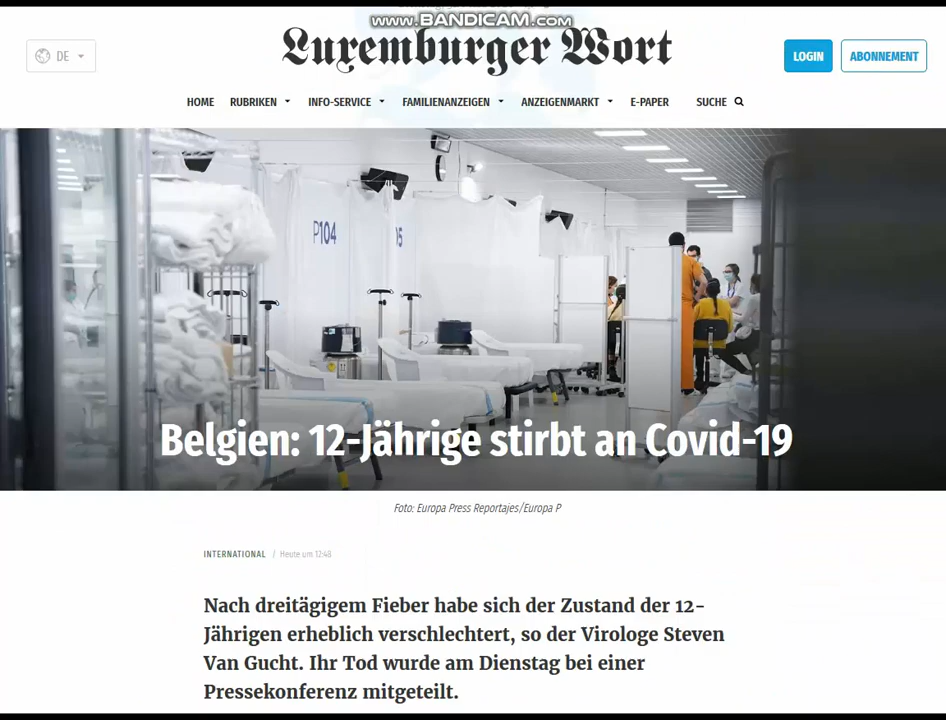 www.BANDICAM.com
Luxemburger Wort
DE
LOGIN
ABONNEMENT
HOME RUBRIKEN INFO-SERVICE FAMILIENANZEIGEN ANZEIGENMARKT E-PAPER SUCHE
P104
Belgien: 12-Jährige stirbt an Covid-19
Foto: Europa Press Reportajes/Europa P
INTERNATIONAL / Heute um 12:48
Nach dreitägigem Fieber habe sich der Zustand der 12-
Jährigen erheblich verschlechtert, so der Virologe Steven
Van Gucht. Ihr Tod wurde am Dienstag bei einer
Pressekonferenz mitgeteilt.